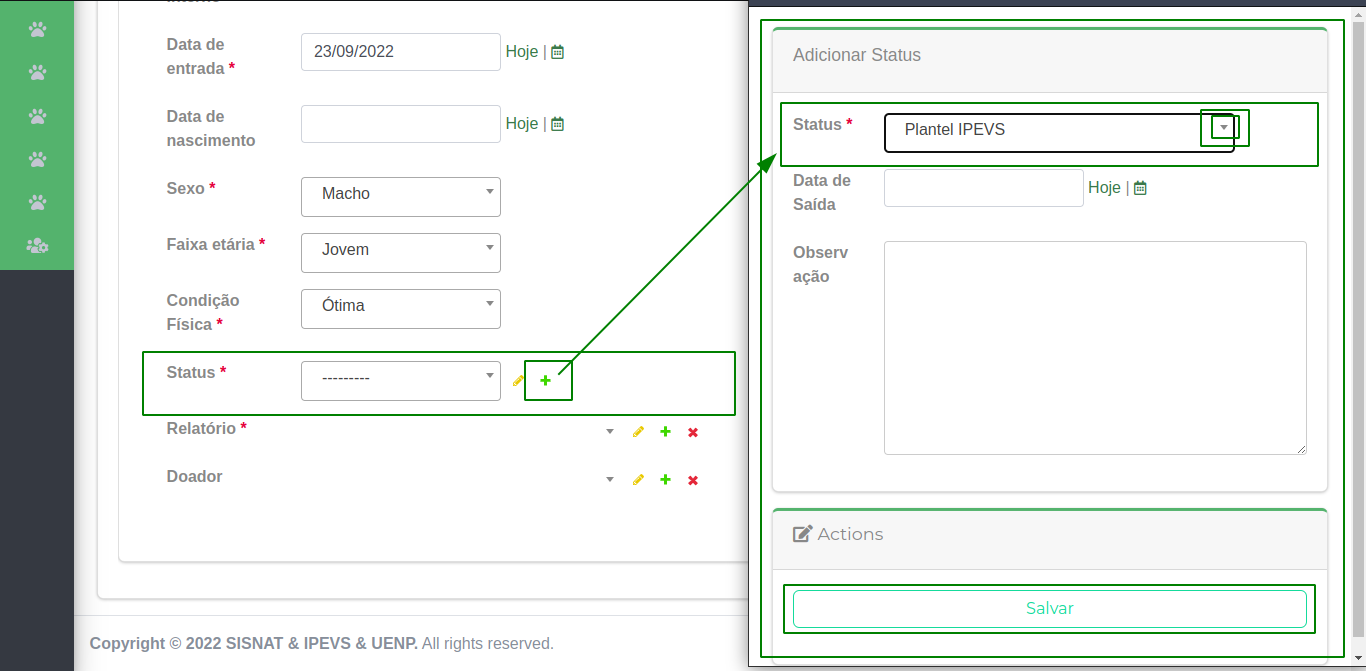 Data de
entrada *
23/09/2022
Hoje |
Data de
nascimento
Hoje |
Sexo *
Macho
Faixa etária *
Jovem
Condição
Física *
Ótima
Status *
---------
Relatório *
Doador
Copyright © 2022 SISNAT & IPEVS & UENP. All rights reserved.
Adicionar Status
Status *
Plantel IPEVS
Data de
Saída
Hoje |
Observ
ação
Actions
Salvar